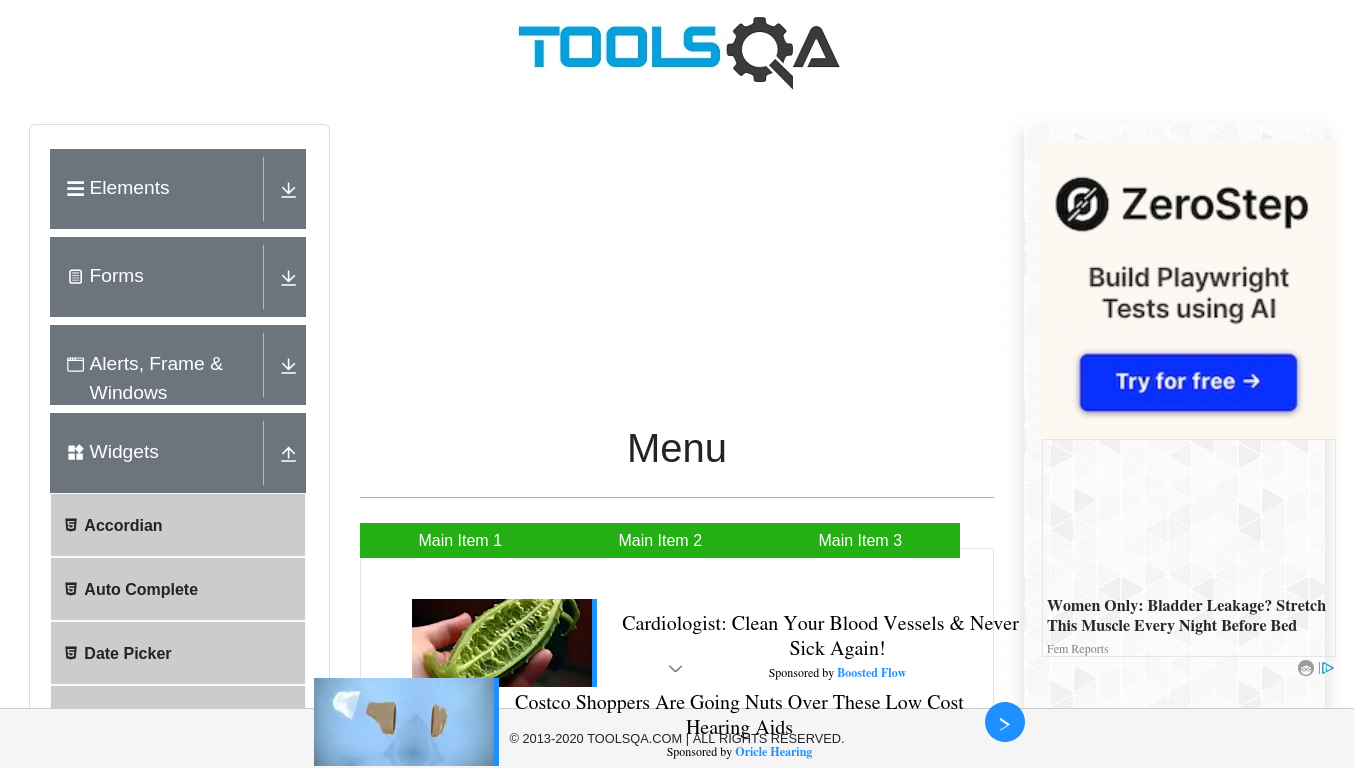 TOOLSQA
Elements
Forms
Alerts, Frame &
Windows
Widgets
Accordian
Auto Complete
Date Picker
Menu
Main Item 1
Main Item 2
Main Item 3
Cardiologist: Clean Your Blood Vessels & Never
Sick Again!
Sponsored by Boosted Flow
Costco Shoppers Are Going Nuts Over These Low Cost
Hearing Aids
© 2013-2020 TOOLSQA.COM | ALL RIGHTS RESERVED.
Sponsored by Oricle Hearing
ZeroStep
Build Playwright
Tests using AI
Try for free →
Women Only: Bladder Leakage? Stretch
This Muscle Every Night Before Bed
Fem Reports